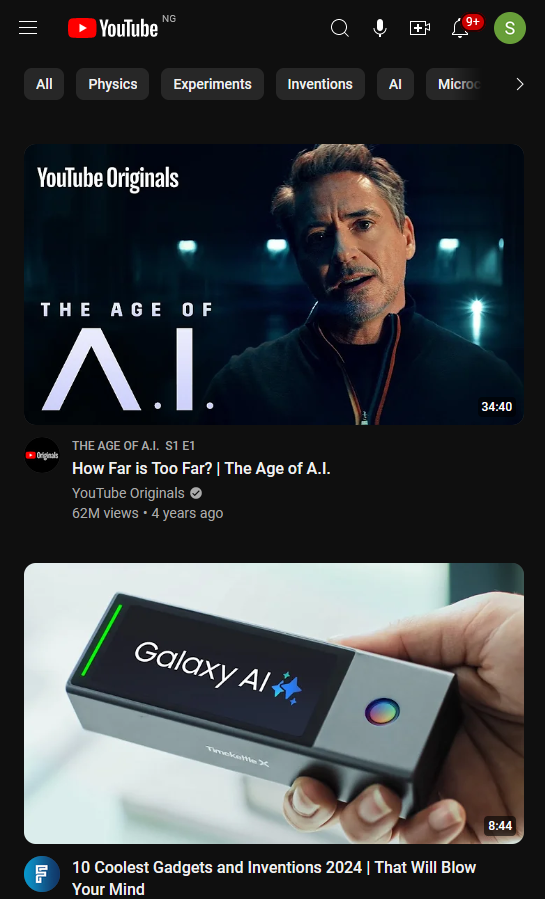 YouTube NG
9+
S
All
Physics
Experiments
Inventions
AI
Microc
YouTube Originals
THE AGE OF
A.I.
34:40
Originals
THE AGE OF A.I. S1 E1
How Far is Too Far? | The Age of A.I.
YouTube Originals
62M views • 4 years ago
Galaxy AI
Timekettle X
8:44
10 Coolest Gadgets and Inventions 2024 | That Will Blow
Your Mind